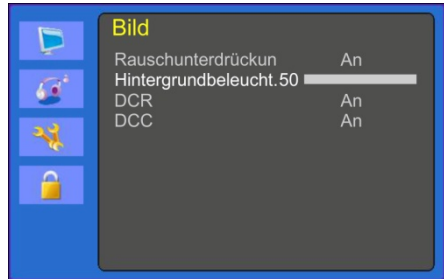 Bild
Rauschunterdrückun An
Hintergrundbeleucht. 50
DCR An
DCC An